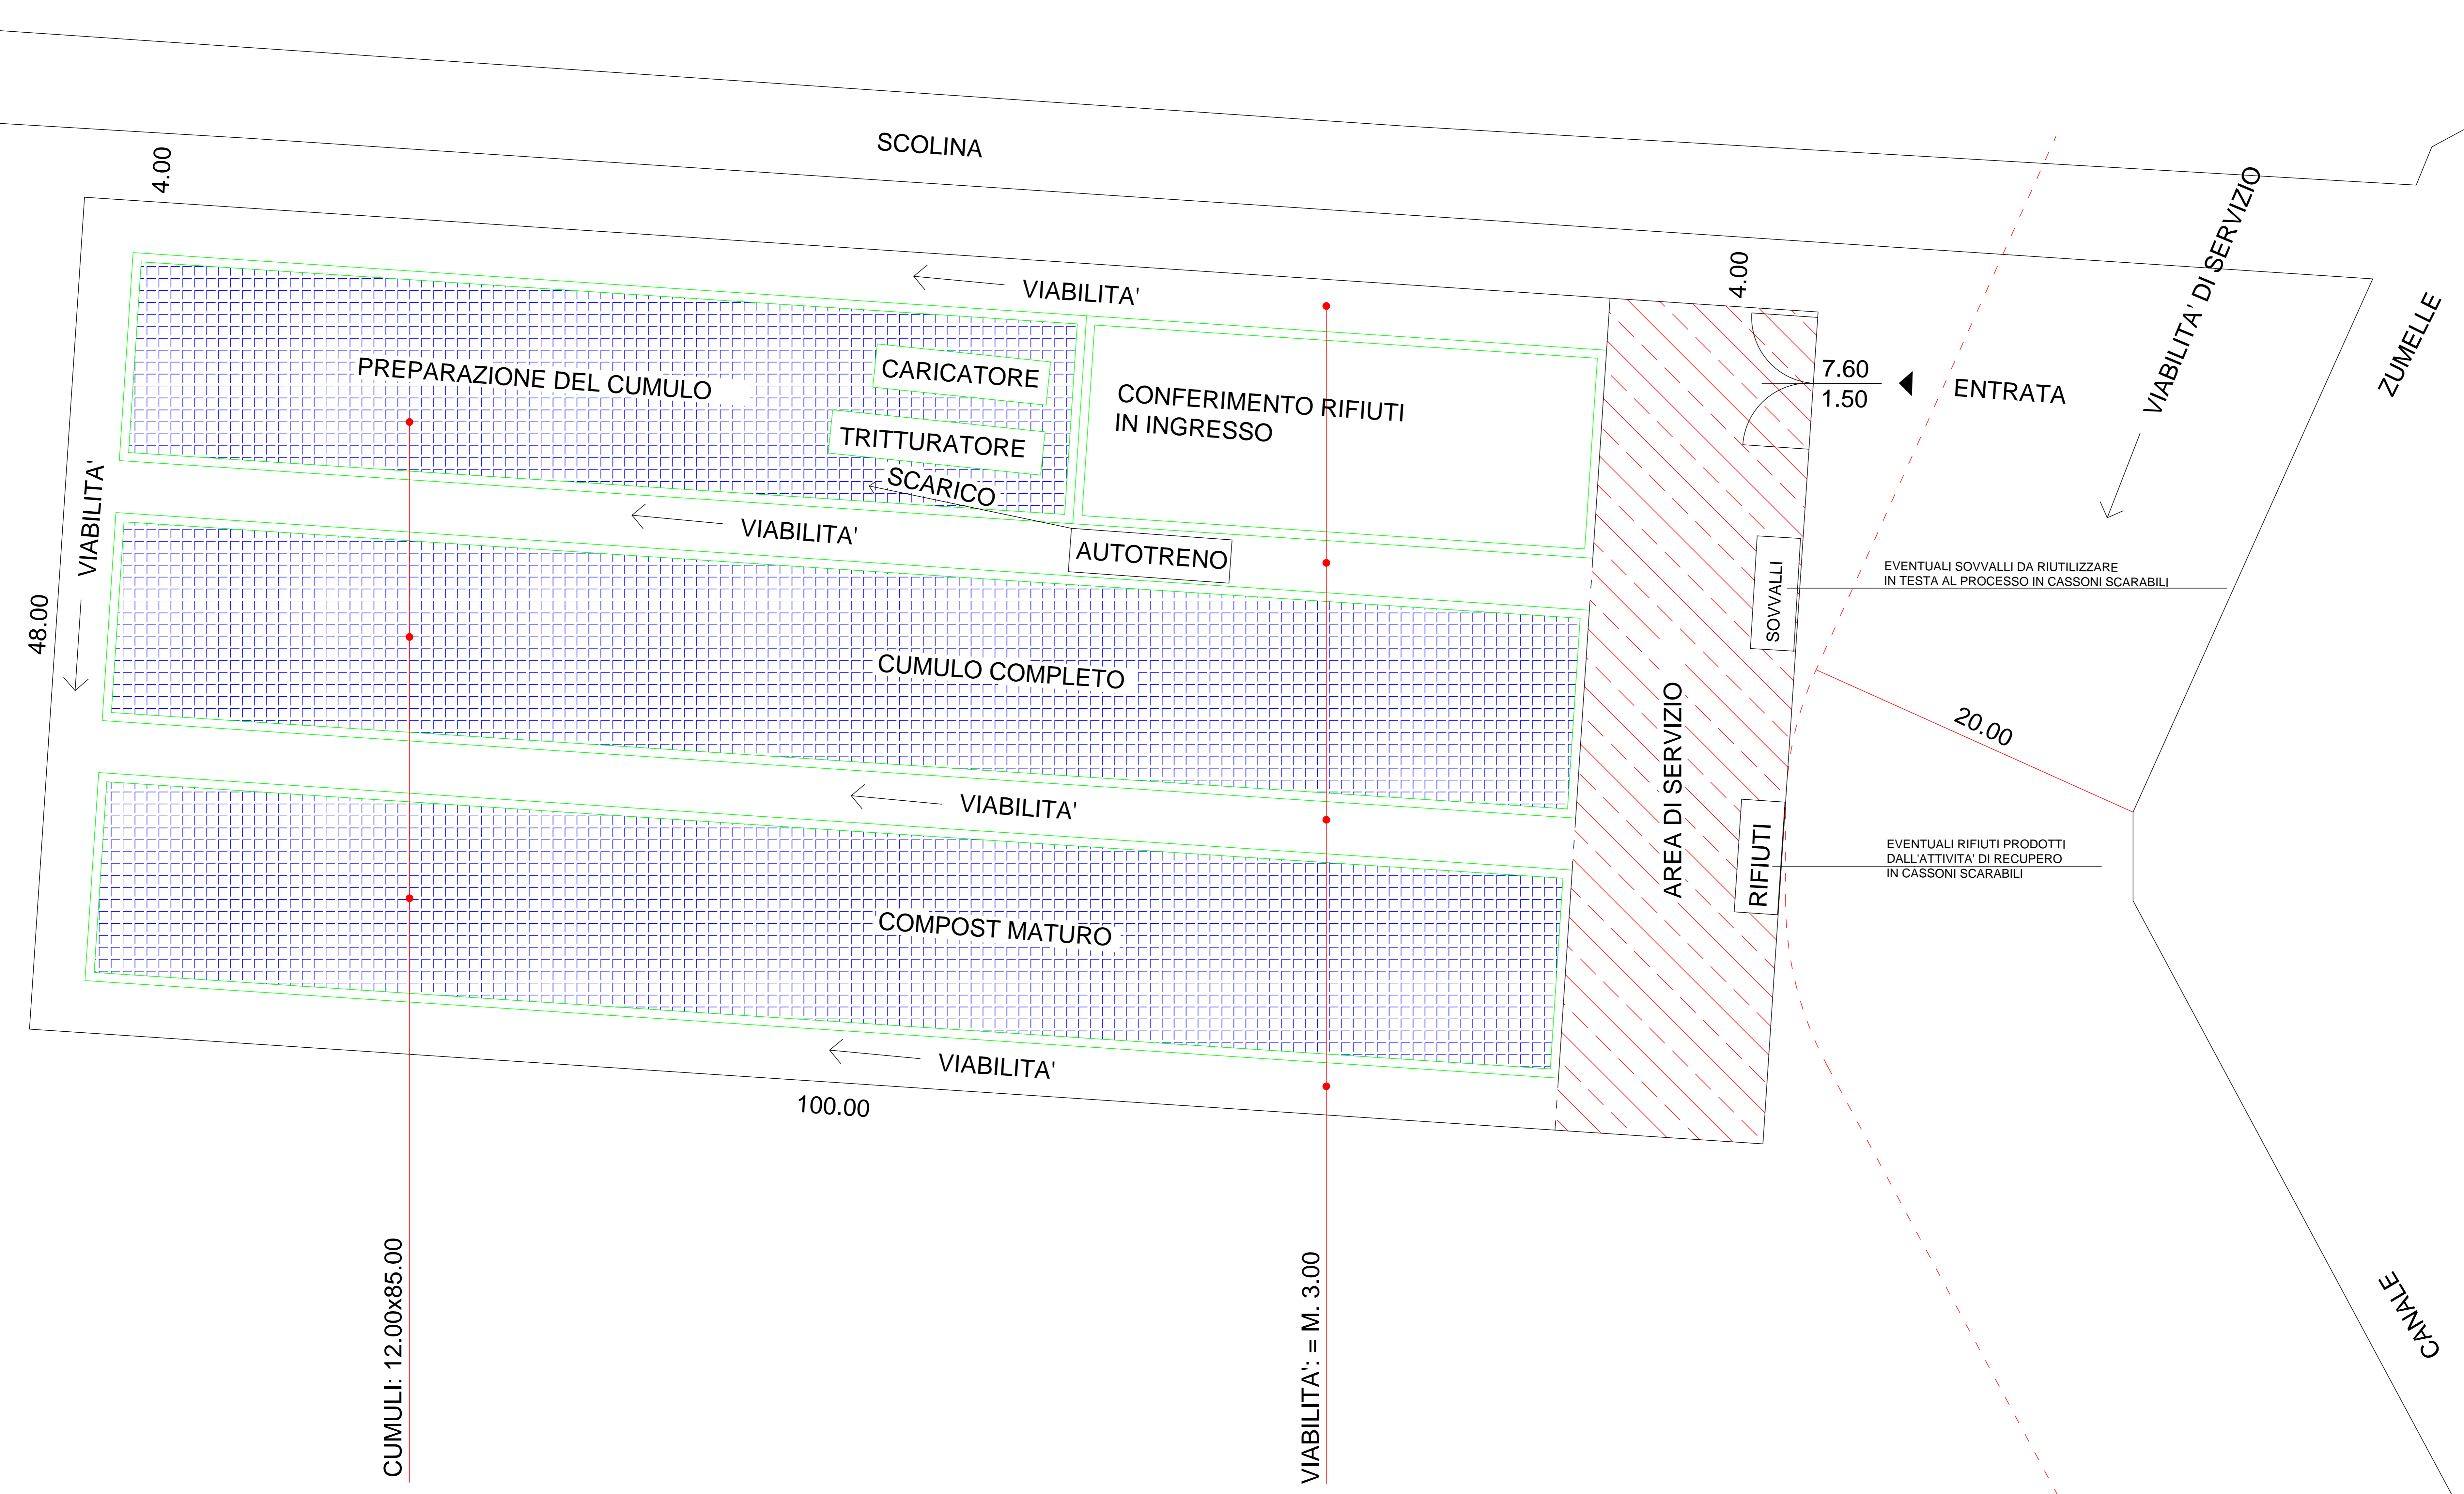 SCOLINA
4.00
4.00
VIABILITA' DI SERVIZIO
ZUMELLE
VIABILITA'
PREPARAZIONE DEL CUMULO
CARICATORE
CONFERIMENTO RIFIUTI
IN INGRESSO
7.60
1.50
ENTRATA
TRITTURATORE
SCARICO
VIABILITA'
VIABILITA'
AUTOTRENO
SOVVALLI
EVENTUALI SOVVALLI DA RIUTILIZZARE
IN TESTA AL PROCESSO IN CASSONI SCARABILI
48.00
CUMULO COMPLETO
AREA DI SERVIZIO
20.00
VIABILITA'
RIFIUTI
EVENTUALI RIFIUTI PRODOTTI
DALL'ATTIVITA' DI RECUPERO
IN CASSONI SCARABILI
COMPOST MATURO
VIABILITA'
100.00
CUMULI: 12.00x85.00
VIABILITA': = M. 3.00
CANALE